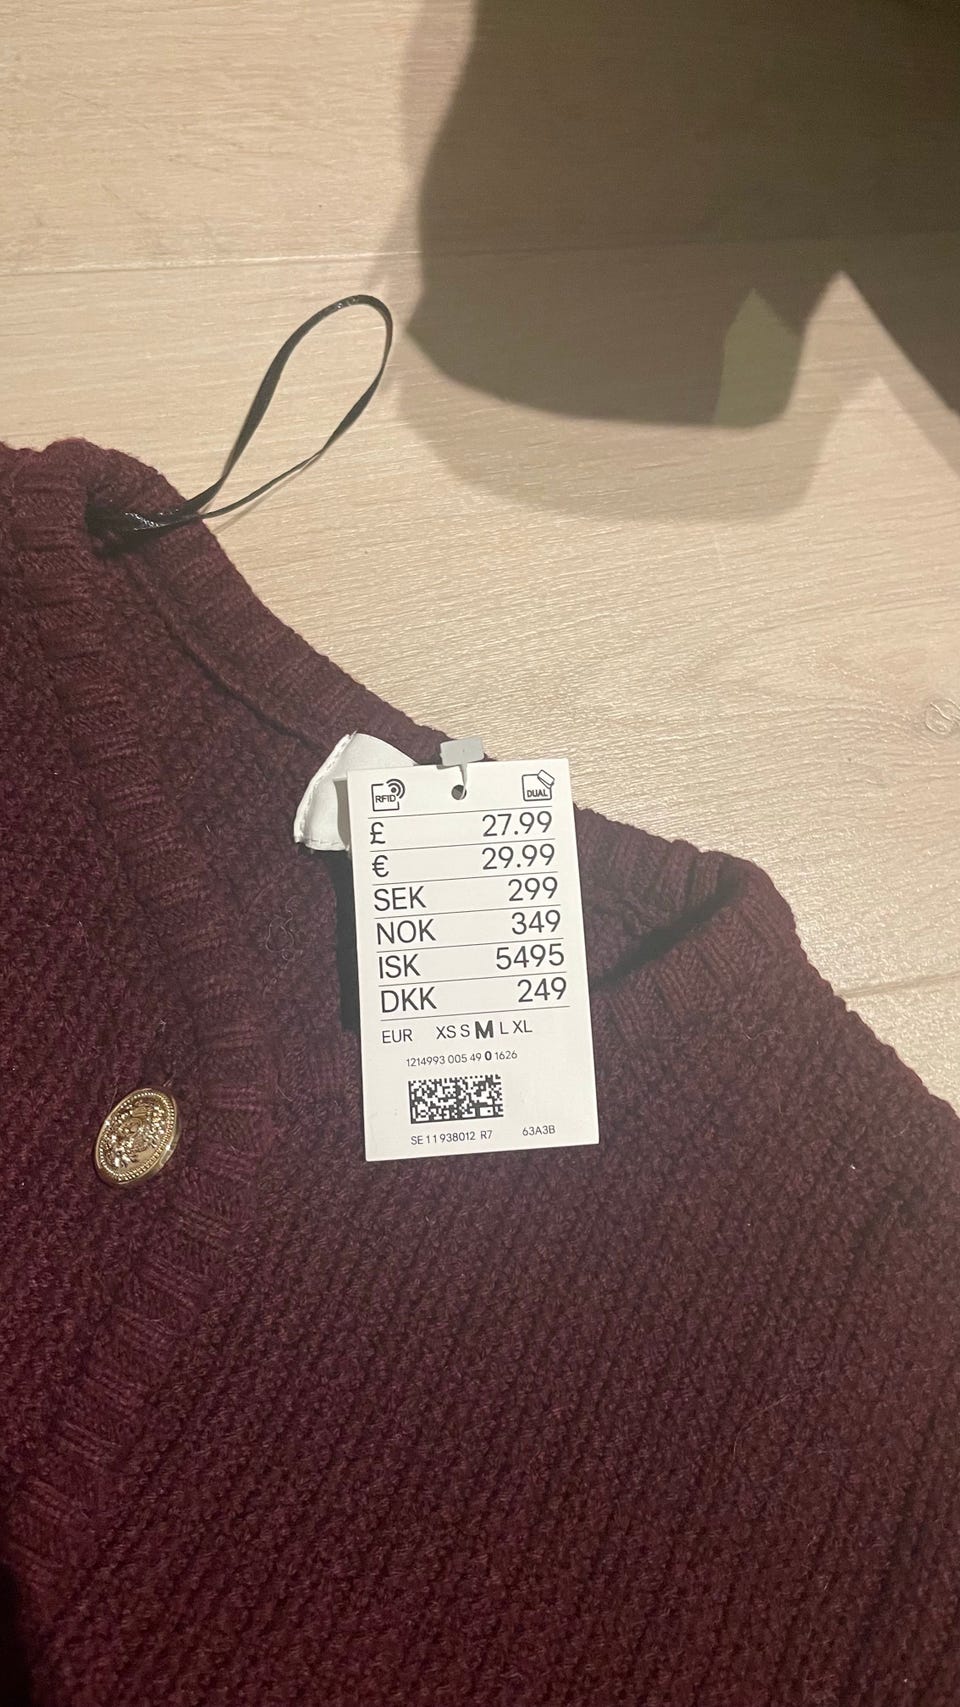 RFID DUAL
£ 27.99
€ 29.99
SEK 299
NOK 349
ISK 5495
DKK 249
EUR XS S M L XL
1214993 005 49 0 1626
SE 11 938012 R7 63A3B